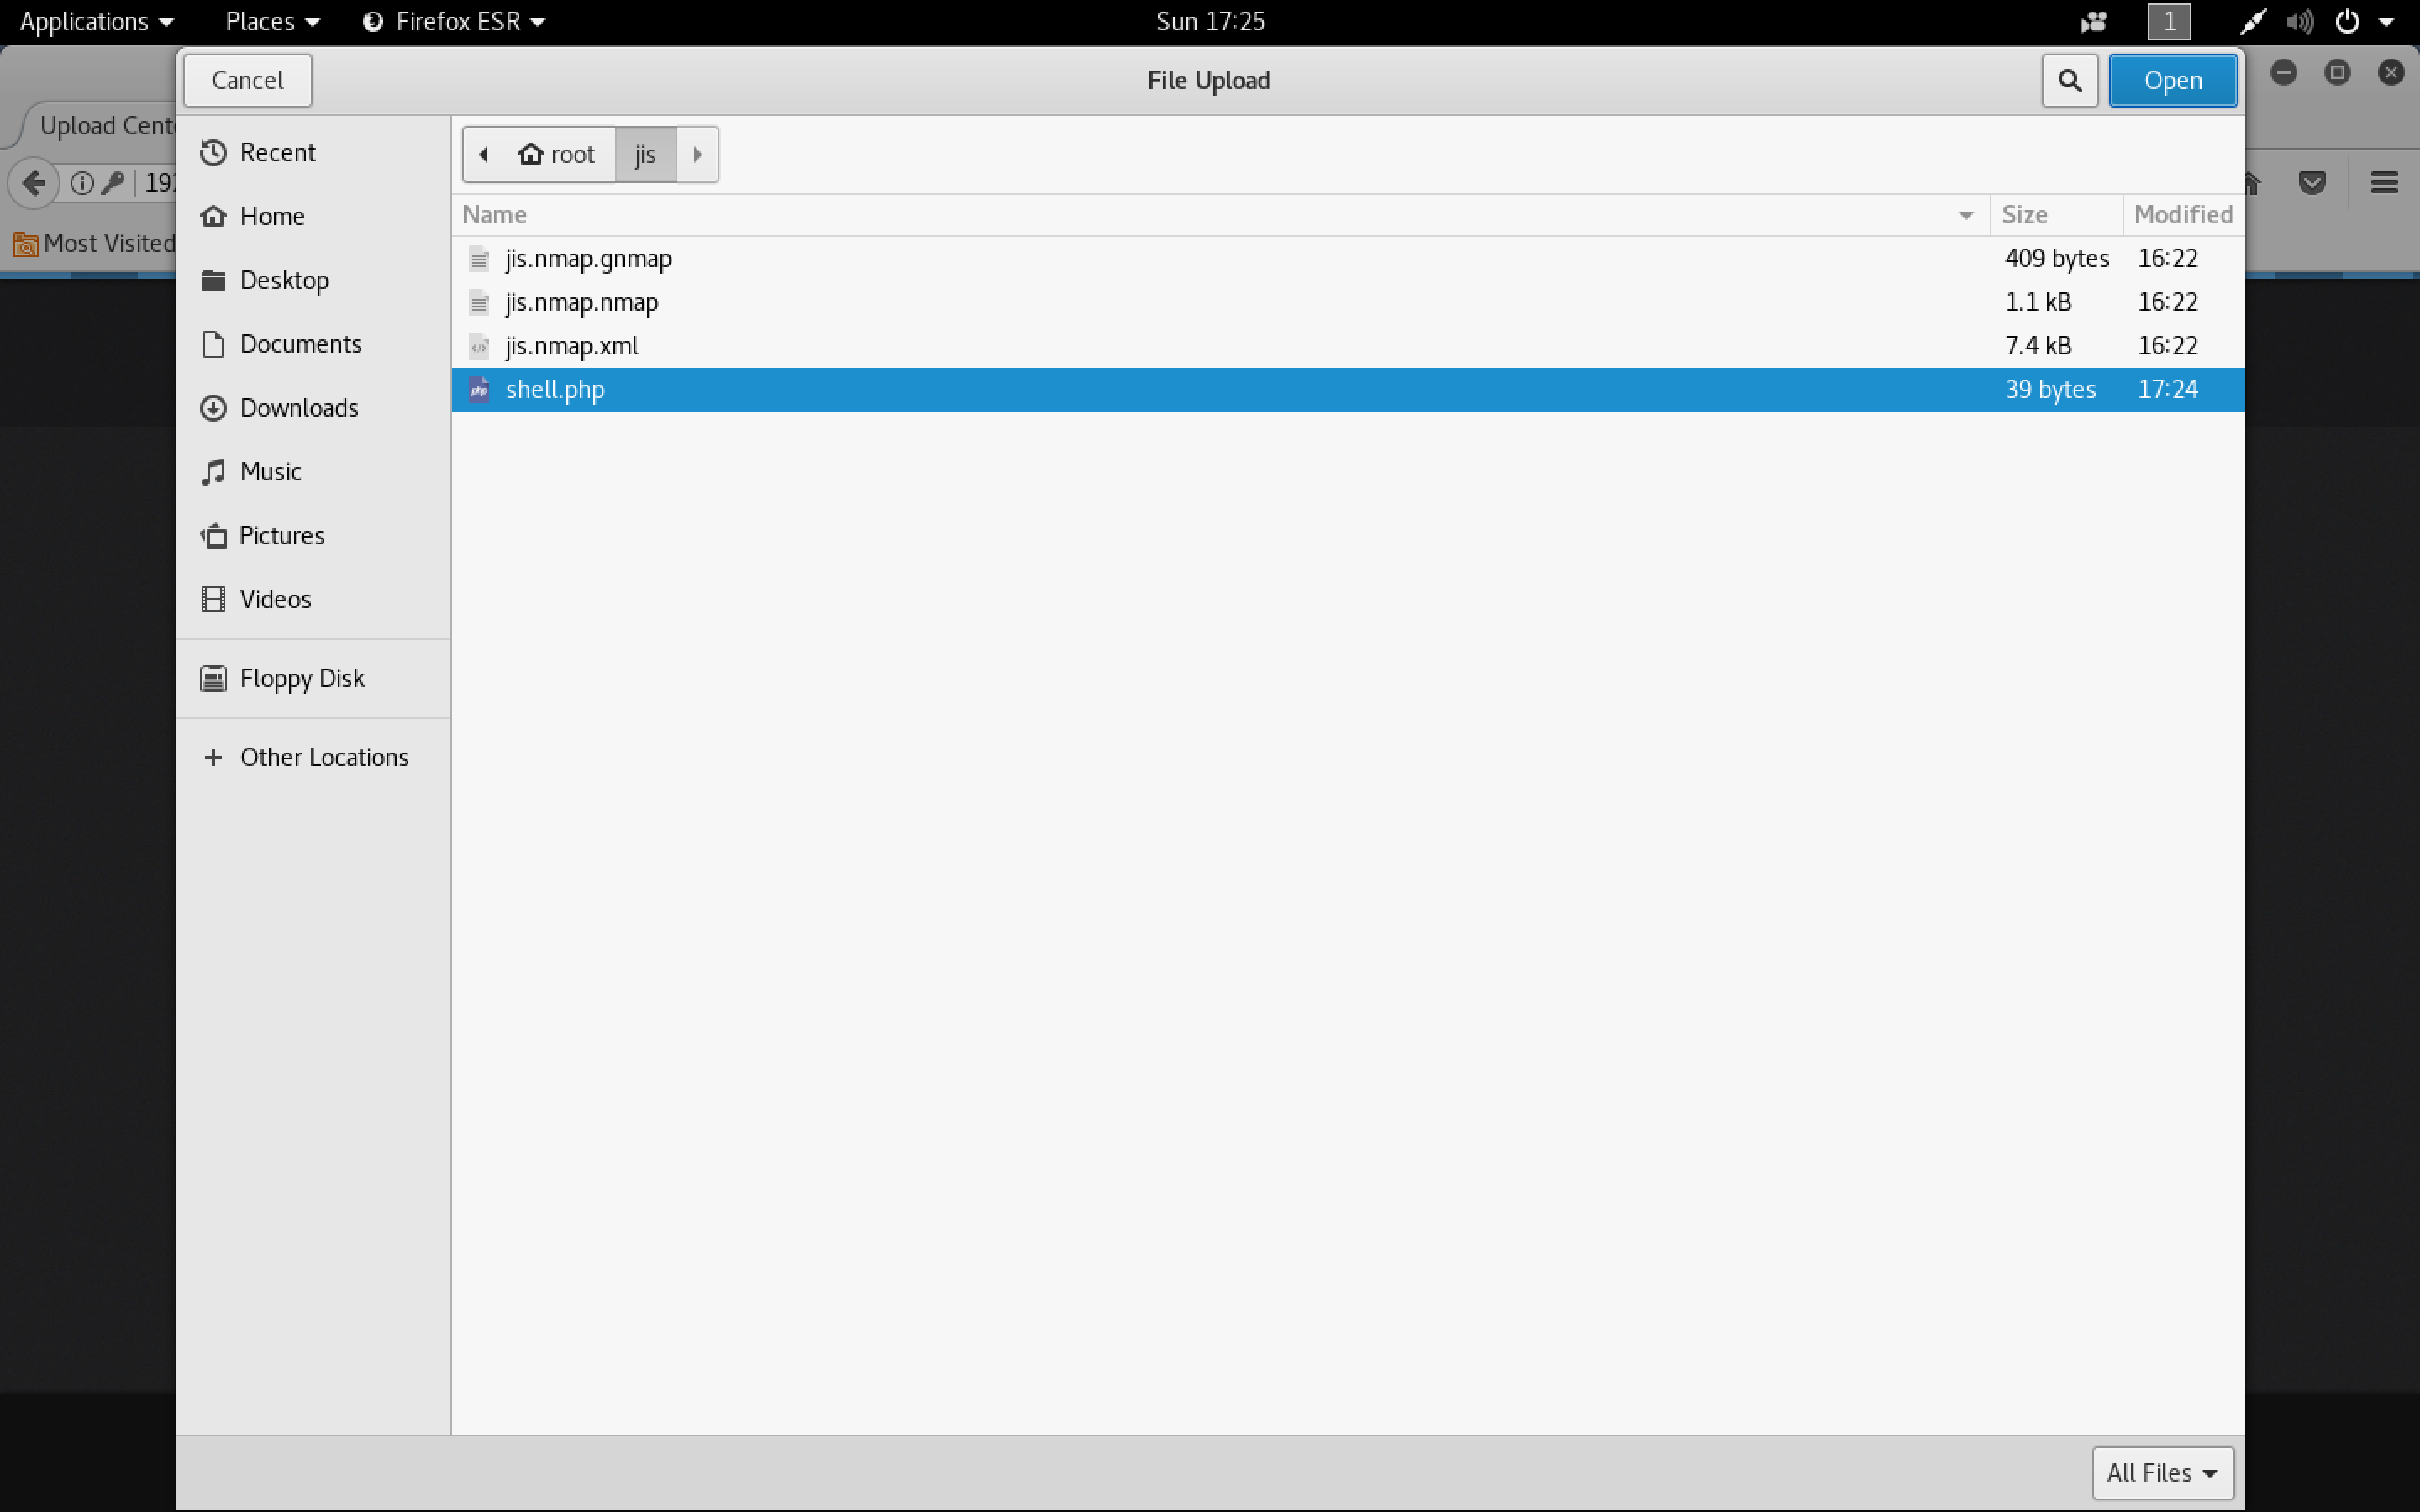 Applications Places Firefox ESR Sun 17:25 1
Cancel File Upload Open
Upload Cent
Recent root jis
192
Home Name Size Modified
Most Visited
jis.nmap.gnmap 409 bytes 16:22
Desktop
jis.nmap.nmap 1.1 kB 16:22
Documents jis.nmap.xml 7.4 kB 16:22
php shell.php 39 bytes 17:24
Downloads
Music
Pictures
Videos
Floppy Disk
+ Other Locations
All Files